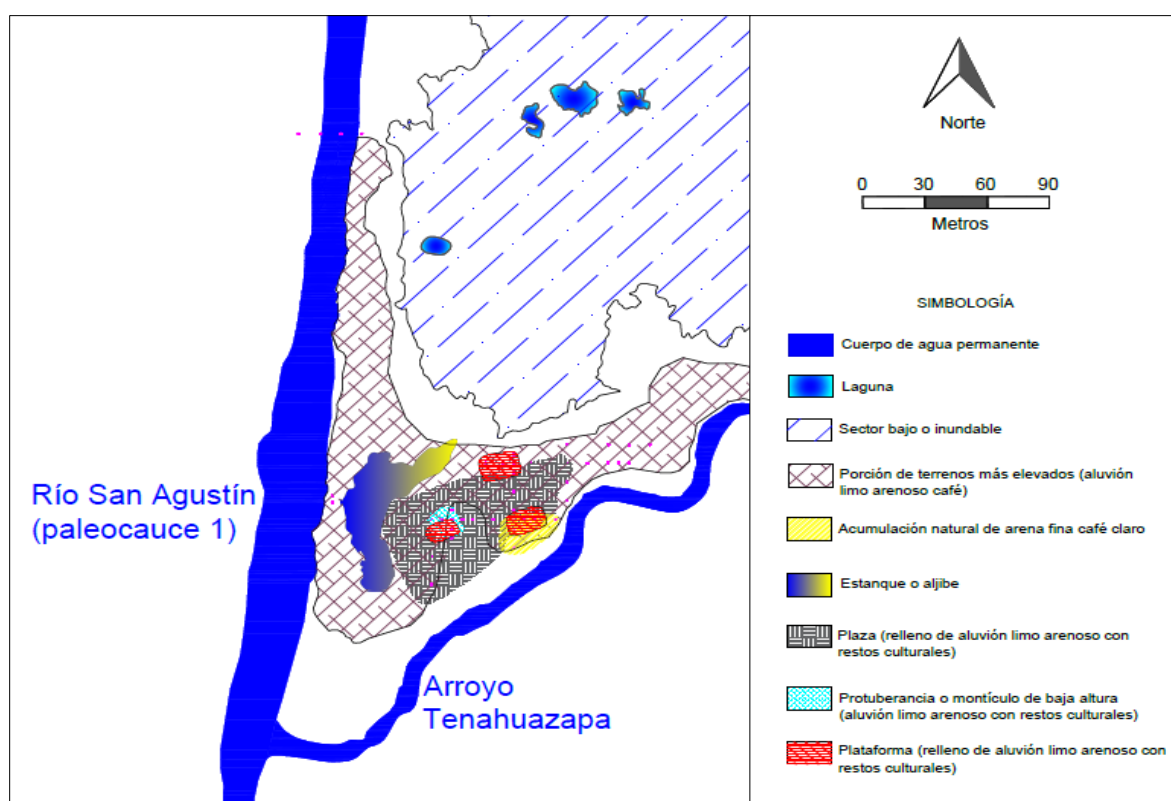 Norte
0 30 60 90
Metros
SIMBOLOGÍA
Cuerpo de agua permanente
Laguna
Sector bajo o inundable
Porción de terrenos más elevados (aluvión
limo arenoso café)
Acumulación natural de arena fina café claro
Estanque o aljibe
Plaza (relleno de aluvión limo arenoso con
restos culturales)
Protuberancia o montículo de baja altura
(aluvión limo arenoso con restos culturales)
Plataforma (relleno de aluvión limo arenoso con
restos culturales)
Río San Agustín
(paleocauce 1)
Arroyo
Tenahuazapa